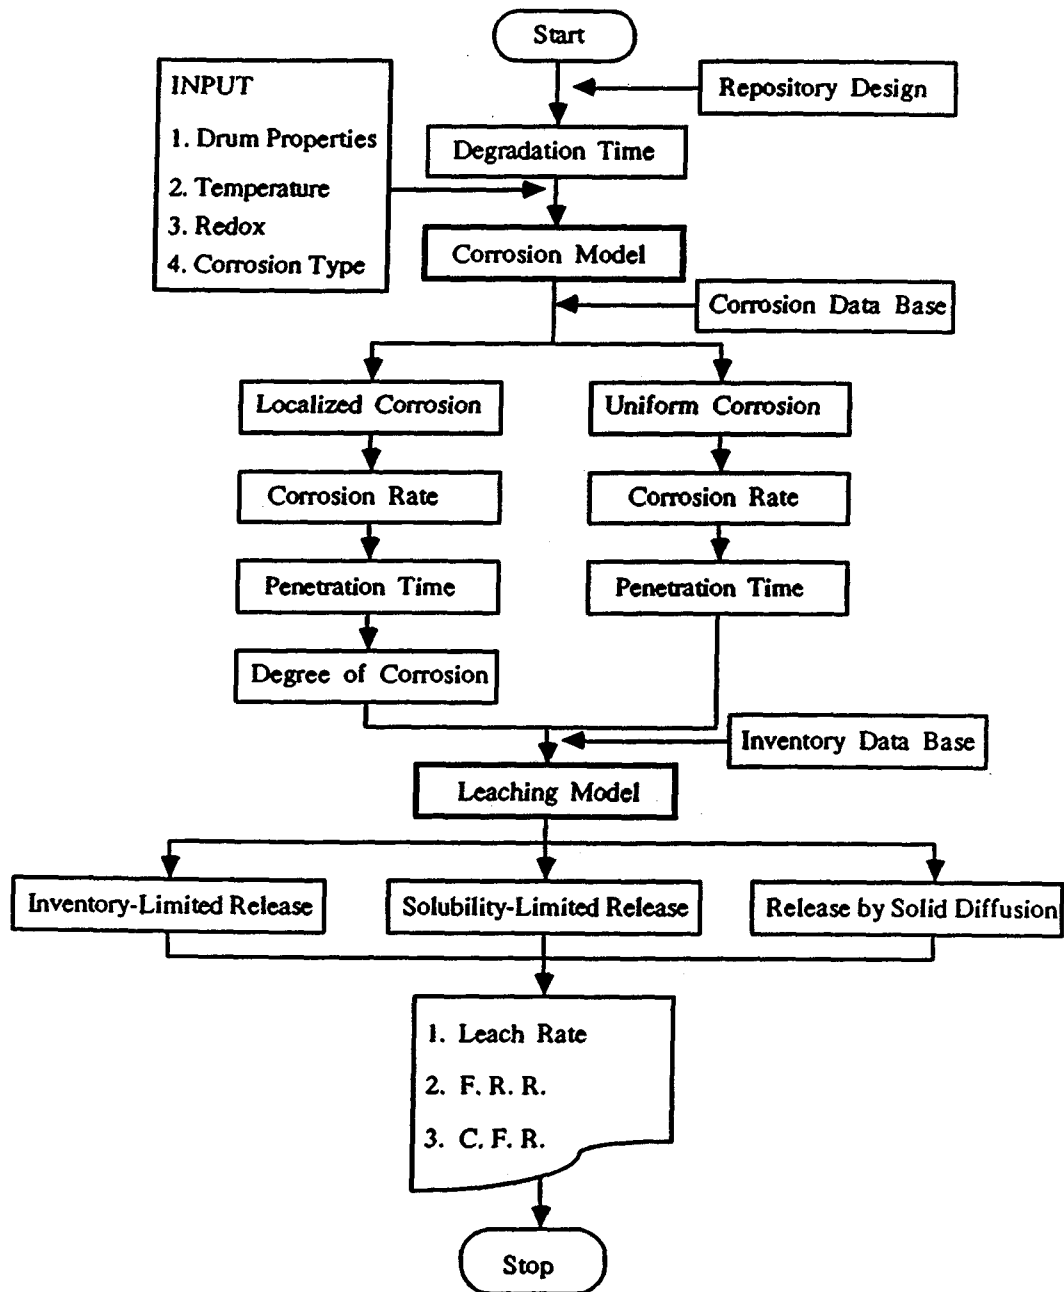 Start
Repository Design
INPUT
1. Drum Properties
2. Temperature
3. Redox
4. Corrosion Type
Degradation Time
Corrosion Model
Corrosion Data Base
Localized Corrosion
Uniform Corrosion
Corrosion Rate
Corrosion Rate
Penetration Time
Penetration Time
Degree of Corrosion
Inventory Data Base
Leaching Model
Inventory-Limited Release
Solubility-Limited Release
Release by Solid Diffusion
1. Leach Rate
2. F. R. R.
3. C. F. R.
Stop